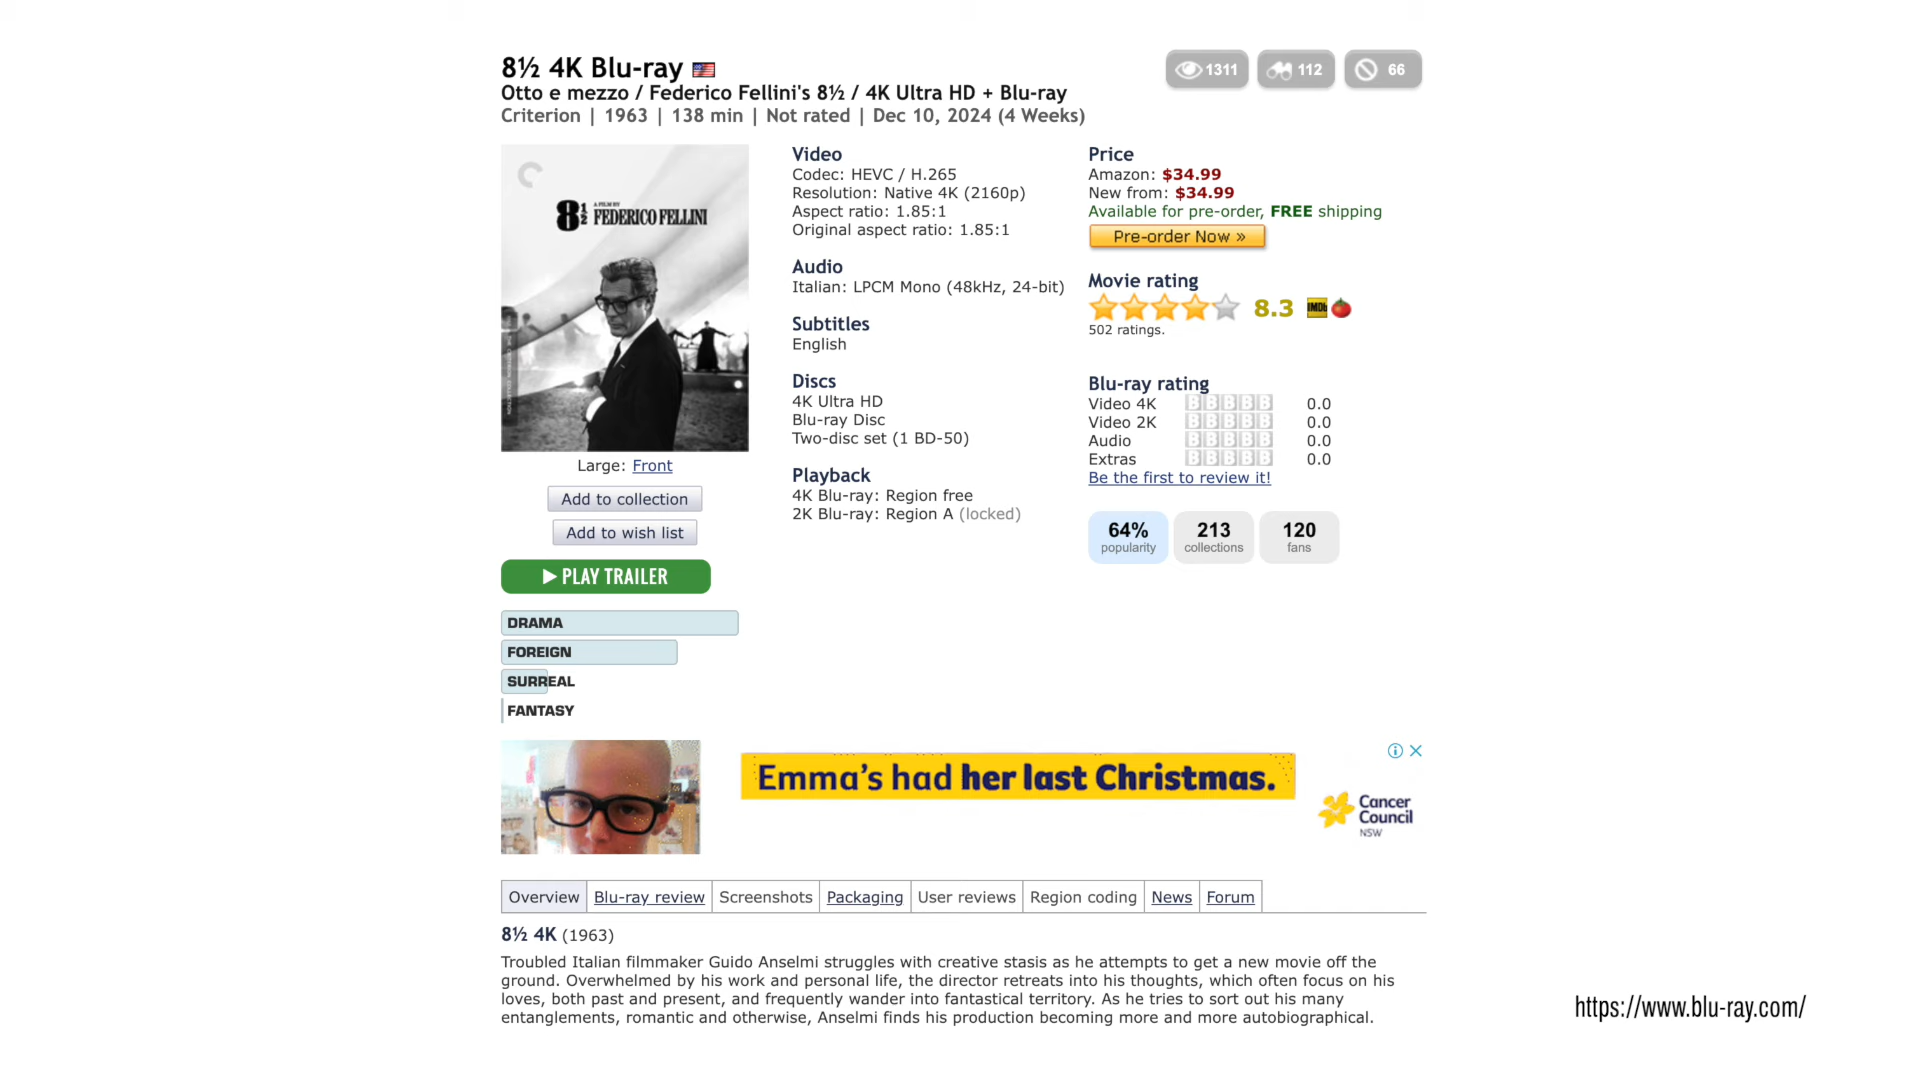 8½ 4K Blu-ray
1311
112
66
Otto e mezzo / Federico Fellini's 8½ / 4K Ultra HD + Blu-ray
Criterion | 1963 | 138 min | Not rated | Dec 10, 2024 (4 Weeks)
8½
A FILM BY
FEDERICO FELLINI
Large: Front
Add to collection
Add to wish list
PLAY TRAILER
DRAMA
FOREIGN
SURREAL
FANTASY
Video
Codec: HEVC / H.265
Resolution: Native 4K (2160p)
Aspect ratio: 1.85:1
Original aspect ratio: 1.85:1
Audio
Italian: LPCM Mono (48kHz, 24-bit)
Subtitles
English
Discs
4K Ultra HD
Blu-ray Disc
Two-disc set (1 BD-50)
Playback
4K Blu-ray: Region free
2K Blu-ray: Region A (locked)
Price
Amazon: $34.99
New from: $34.99
Available for pre-order, FREE shipping
Pre-order Now »
Movie rating
8.3 IMDb
502 ratings.
Blu-ray rating
Video 4K BBBBB 0.0
Video 2K BBBBB 0.0
Audio BBBBB 0.0
Extras BBBBB 0.0
Be the first to review it!
64%
popularity
213
collections
120
fans
Emma's had her last Christmas.
Cancer
Council
NSW
Overview Blu-ray review Screenshots Packaging User reviews Region coding News Forum
8½ 4K (1963)
Troubled Italian filmmaker Guido Anselmi struggles with creative stasis as he attempts to get a new movie off the
ground. Overwhelmed by his work and personal life, the director retreats into his thoughts, which often focus on his
loves, both past and present, and frequently wander into fantastical territory. As he tries to sort out his many
entanglements, romantic and otherwise, Anselmi finds his production becoming more and more autobiographical.
https://www.blu-ray.com/